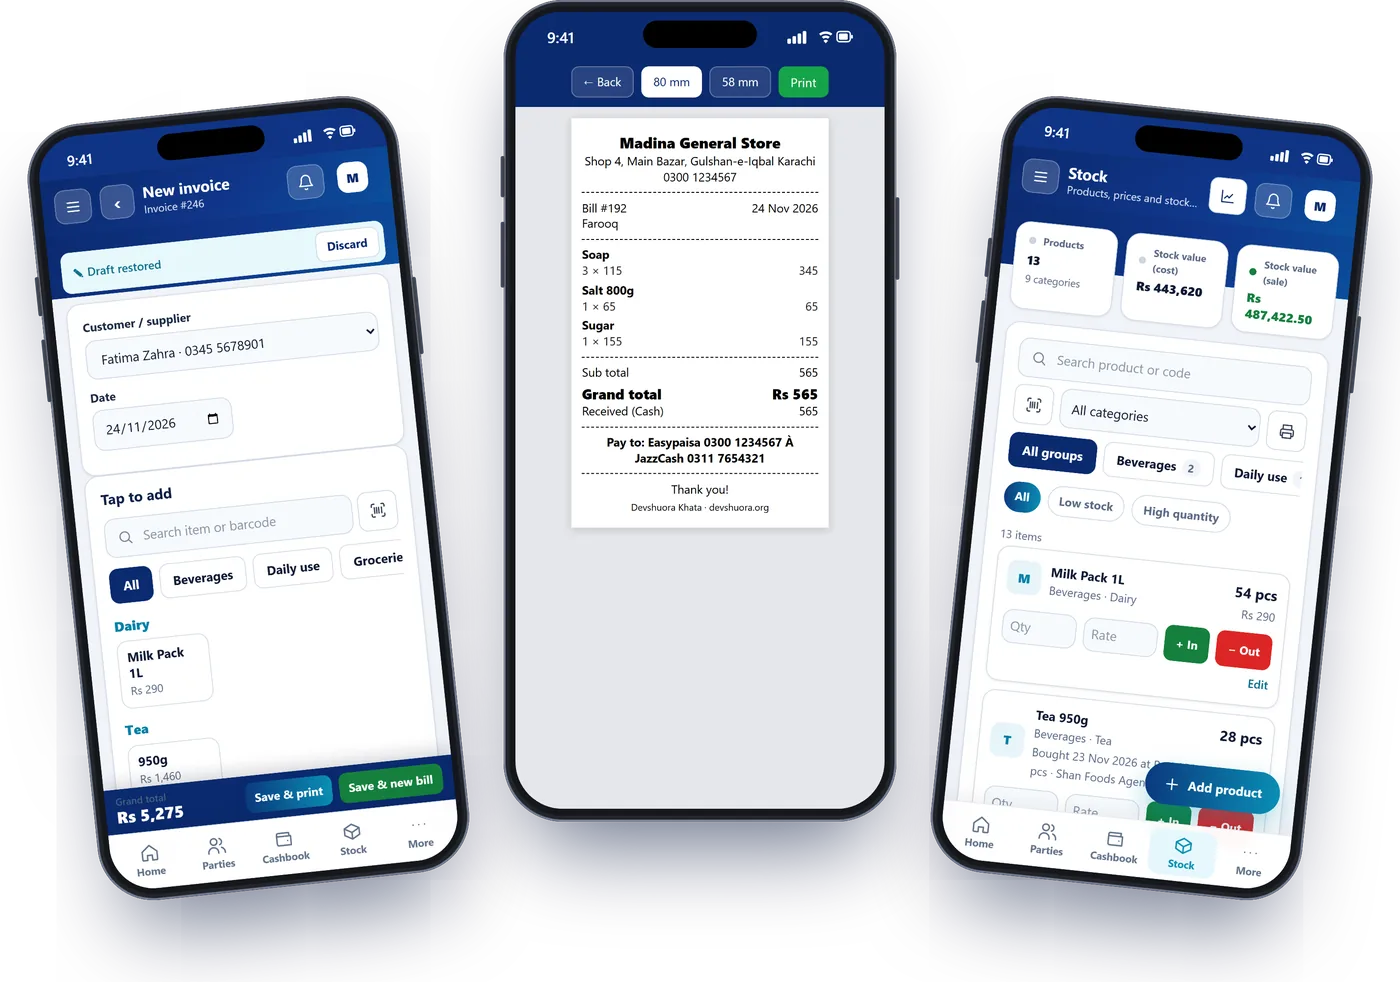 9:41
New invoice
Invoice #246
M
Draft restored
Discard
Customer / supplier
Fatima Zahra · 0345 5678901
Date
24/11/2026
Tap to add
Search item or barcode
All
Beverages
Daily use
Grocerie
Dairy
Milk Pack
1L
Rs 290
Tea
950g
Rs 1,460
Grand total
Rs 5,275
Save & print
Save & new bill
Home
Parties
Cashbook
Stock
More
9:41
← Back
80 mm
58 mm
Print
Madina General Store
Shop 4, Main Bazar, Gulshan-e-Iqbal Karachi
0300 1234567
Bill #192 24 Nov 2026
Farooq
Soap
3 × 115 345
Salt 800g
1 × 65 65
Sugar
1 × 155 155
Sub total 565
Grand total Rs 565
Received (Cash) 565
Pay to: Easypaisa 0300 1234567 À
JazzCash 0311 7654321
Thank you!
Devshuora Khata · devshuora.org
9:41
Stock
Products, prices and stock...
M
Products
13
9 categories
Stock value
(cost)
Rs 443,620
Stock value
(sale)
Rs
487,422.50
Search product or code
All categories
All groups
Beverages 2
Daily use
All
Low stock
High quantity
13 items
M
Milk Pack 1L
Beverages · Dairy
54 pcs
Rs 290
Qty
Rate
+ In
− Out
Edit
T
Tea 950g
Beverages · Tea
Bought 23 Nov 2026 at
pcs · Shan Foods Agen
28 pcs
+ Add product
Qty
Rate
+ In
− Out
Home
Parties
Cashbook
Stock
More